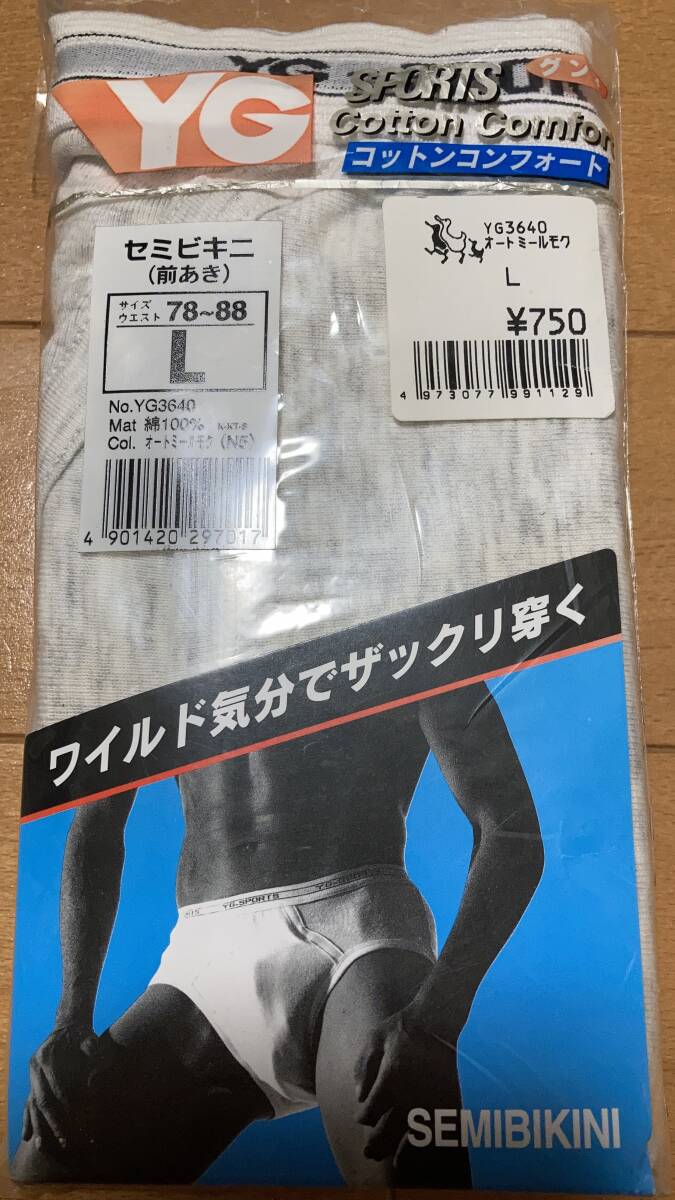 YG SPORTS
YG
SPORTS
グン
Cotton Comfor
コットンコンフォート
セミビキニ
(前あき)
サイズ
ウエスト 78~88
L
No.YG3640
Mat 綿100% K-KT-S
Col. オートミールモク (N5)
4 901420 297017
YG3640
オートミールモク
L
¥750
4 973077 991129
ワイルド気分でザックリ穿く
YG-SPORTS
SEMIBIKINI